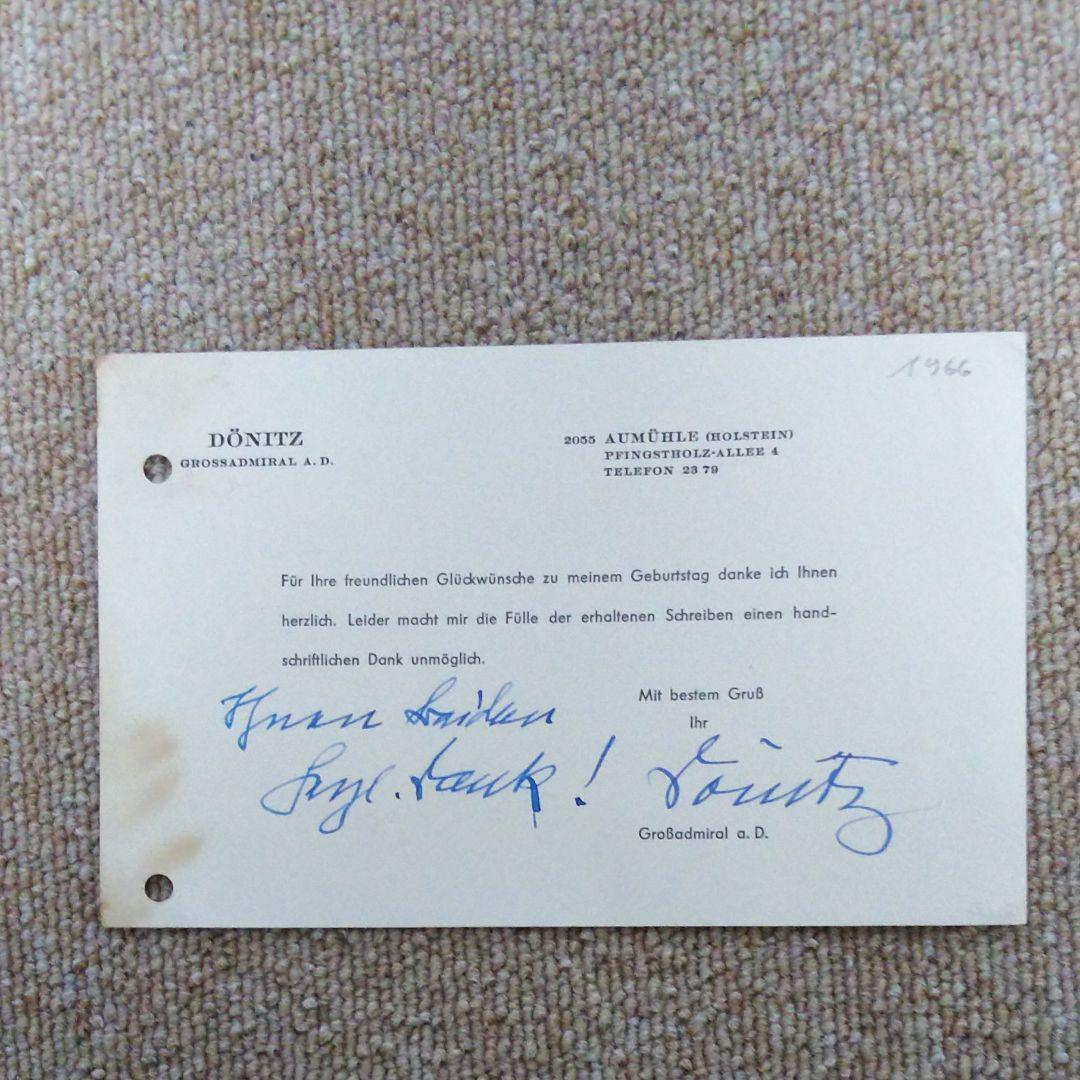 1966
DÖNITZ
GROSSADMIRAL A. D.
2055 AUMÜHLE (HOLSTEIN)
PFINGSTHOLZ-ALLEE 4
TELEFON 23 79
Für Ihre freundlichen Glückwünsche zu meinem Geburtstag danke ich Ihnen
herzlich. Leider macht mir die Fülle der erhaltenen Schreiben einen hand-
schriftlichen Dank unmöglich.
Mit bestem Gruß
Ihr
Ihnen beiden
herzl. Dank!
Dönitz
Großadmiral a. D.